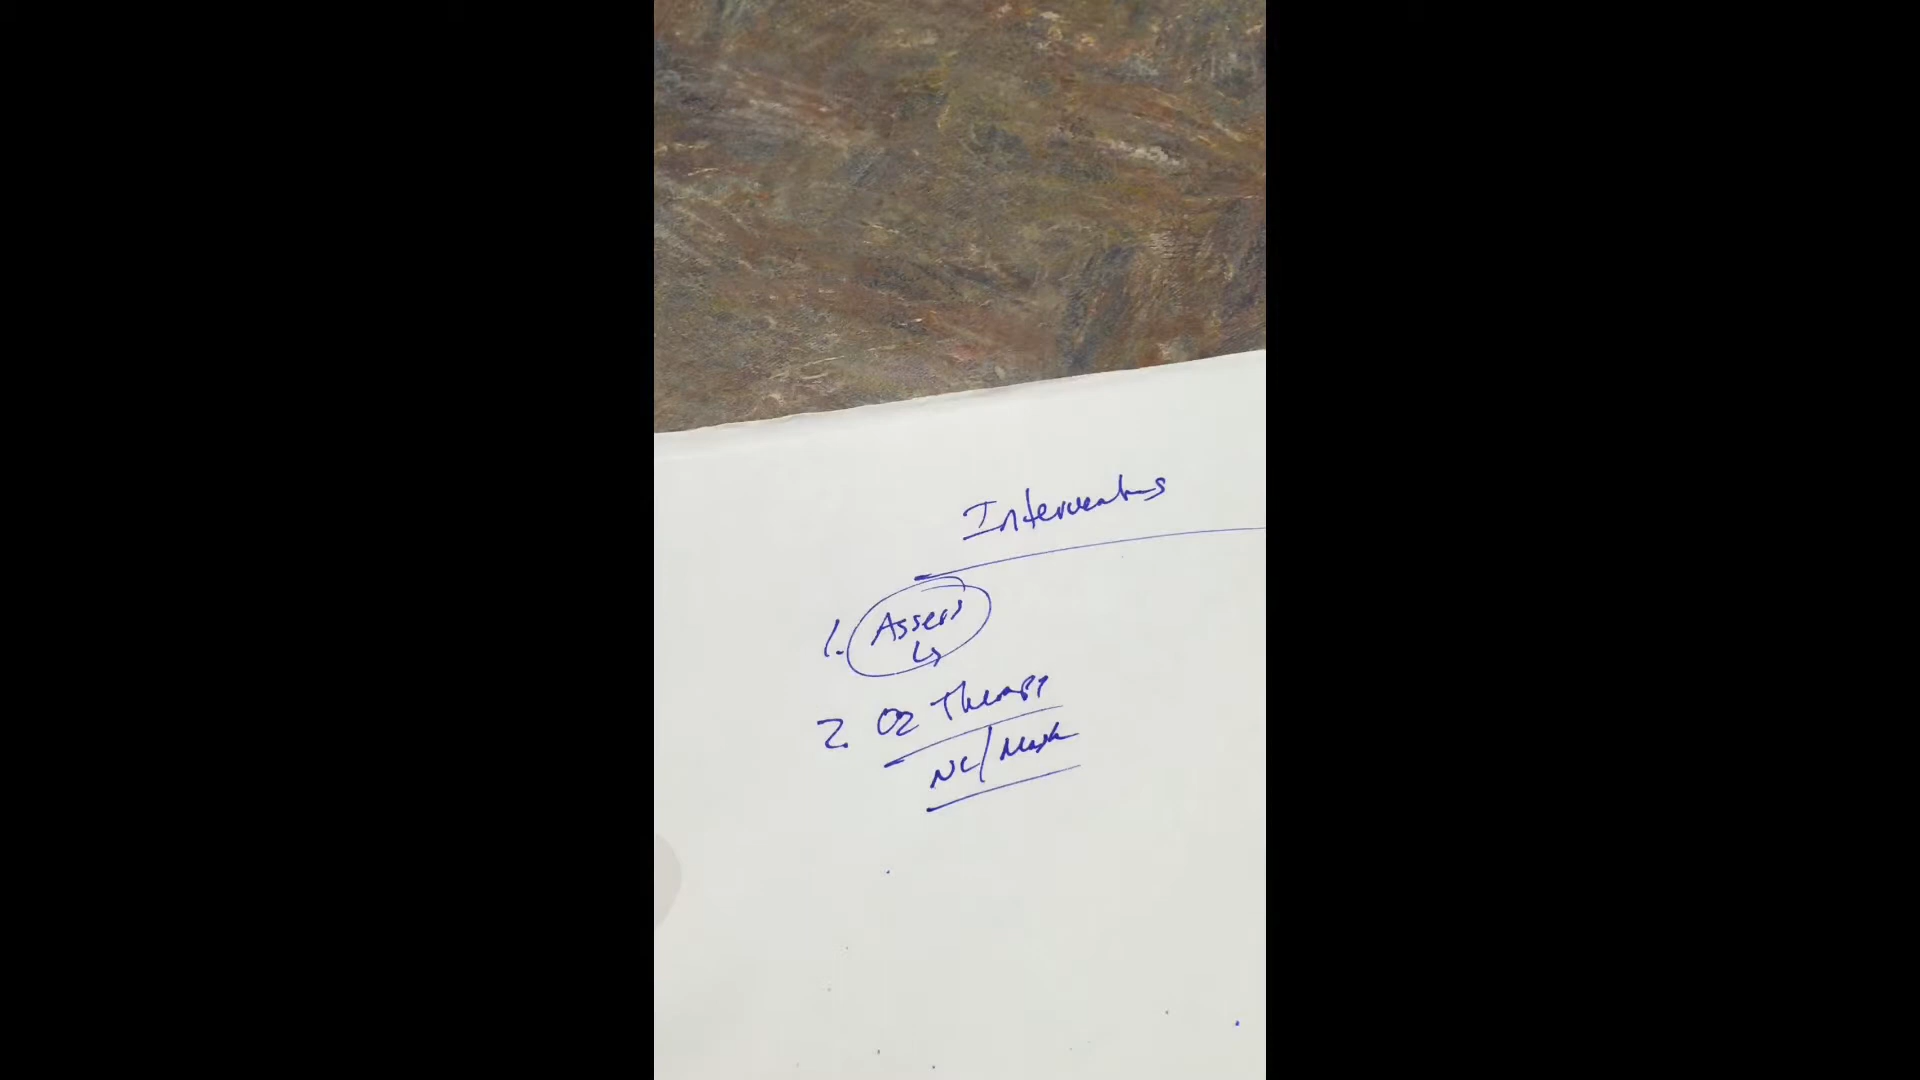 Interventions
1. Assess
↳
2. O2 Therapy
NC/Mask